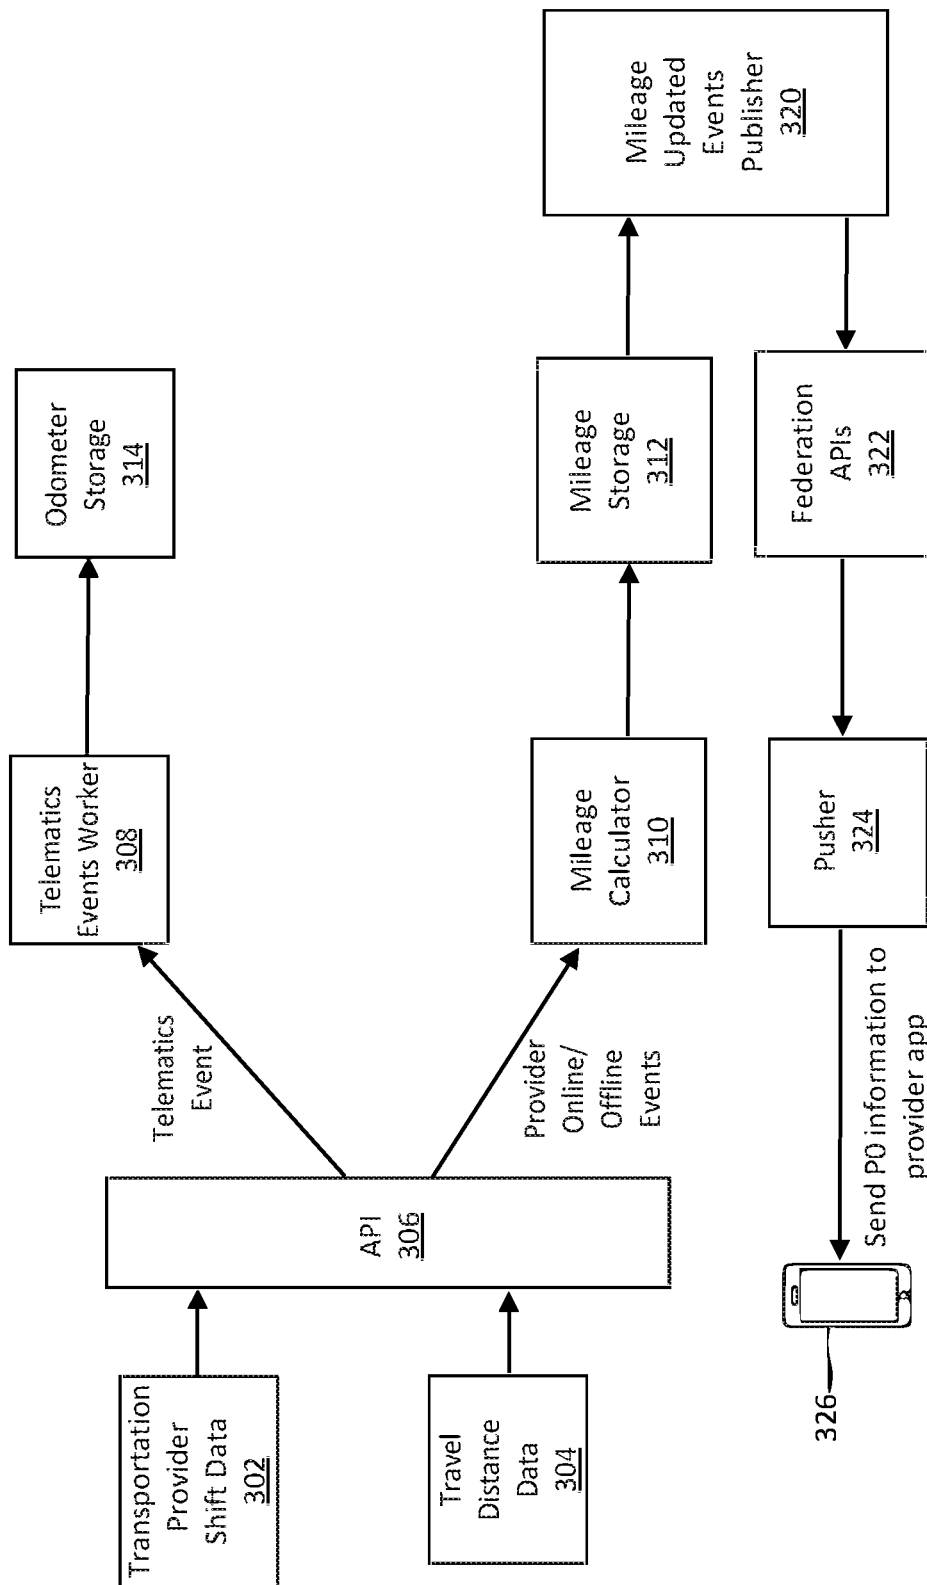 Transportation
Provider
Shift Data
302
Travel
Distance
Data
304
API
306
Telematics
Event
Provider
Online/
Offline
Events
Telematics
Events Worker
308
Odometer
Storage
314
Mileage
Calculator
310
Mileage
Storage
312
Mileage
Updated
Events
Publisher
320
Federation
APIs
322
Pusher
324
Send PO information to
provider app
326